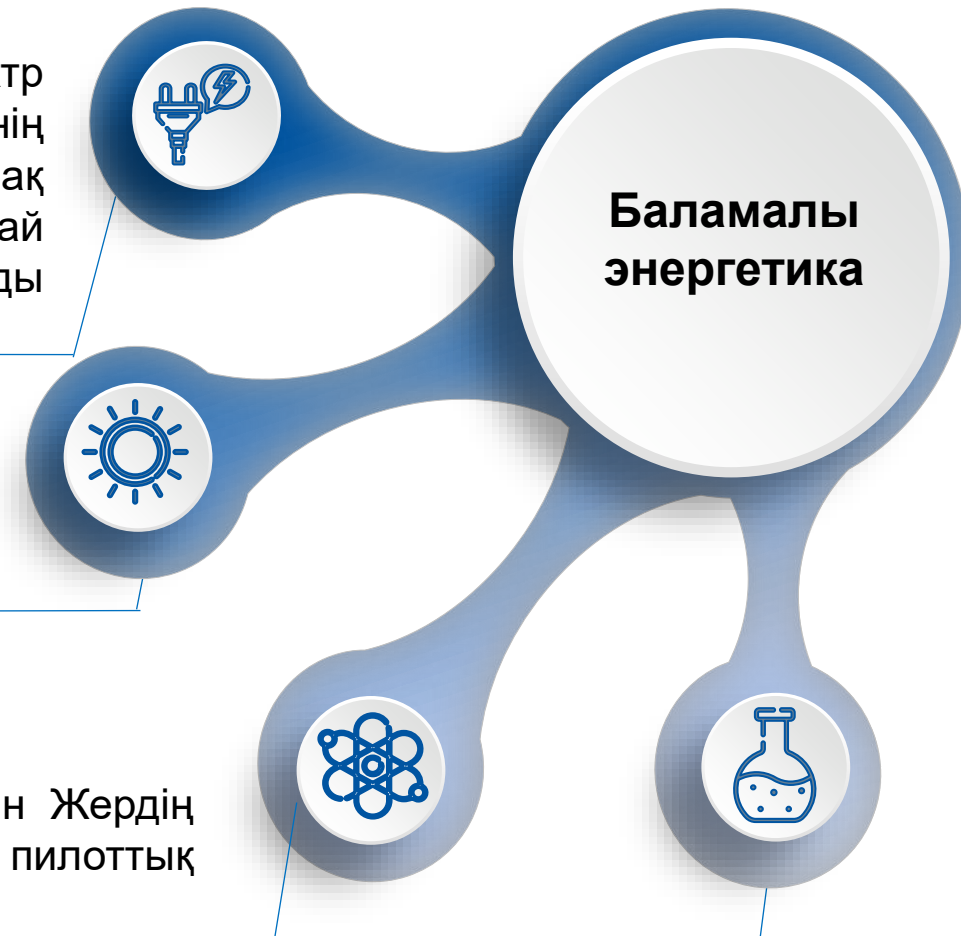 тр
нің
ақ
ай
ды
Баламалы
энергетика
н Жердің
пилоттық